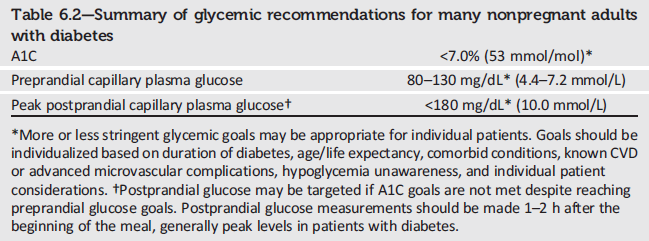 Table 6.2—Summary of glycemic recommendations for many nonpregnant adults
with diabetes
A1C <7.0% (53 mmol/mol)*
Preprandial capillary plasma glucose 80–130 mg/dL* (4.4–7.2 mmol/L)
Peak postprandial capillary plasma glucose† <180 mg/dL* (10.0 mmol/L)
*More or less stringent glycemic goals may be appropriate for individual patients. Goals should be
individualized based on duration of diabetes, age/life expectancy, comorbid conditions, known CVD
or advanced microvascular complications, hypoglycemia unawareness, and individual patient
considerations. †Postprandial glucose may be targeted if A1C goals are not met despite reaching
preprandial glucose goals. Postprandial glucose measurements should be made 1–2 h after the
beginning of the meal, generally peak levels in patients with diabetes.